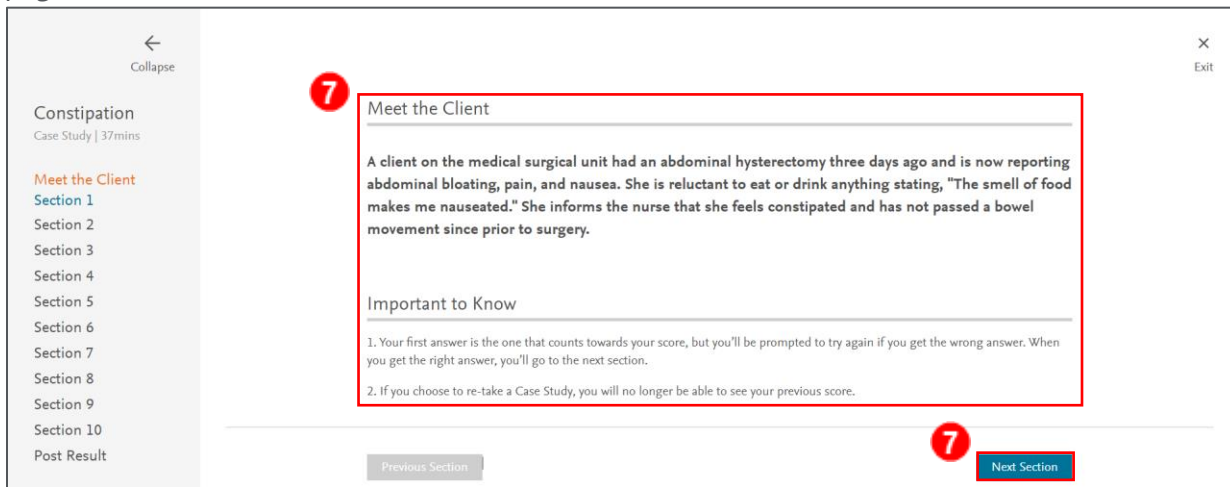 ←
Collapse
×
Exit
Constipation
Case Study | 37mins
Meet the Client
Section 1
Section 2
Section 3
Section 4
Section 5
Section 6
Section 7
Section 8
Section 9
Section 10
Post Result
7
Meet the Client
A client on the medical surgical unit had an abdominal hysterectomy three days ago and is now reporting
abdominal bloating, pain, and nausea. She is reluctant to eat or drink anything stating, "The smell of food
makes me nauseated." She informs the nurse that she feels constipated and has not passed a bowel
movement since prior to surgery.
Important to Know
1. Your first answer is the one that counts towards your score, but you'll be prompted to try again if you get the wrong answer. When
you get the right answer, you'll go to the next section.
2. If you choose to re-take a Case Study, you will no longer be able to see your previous score.
Previous Section
7
Next Section